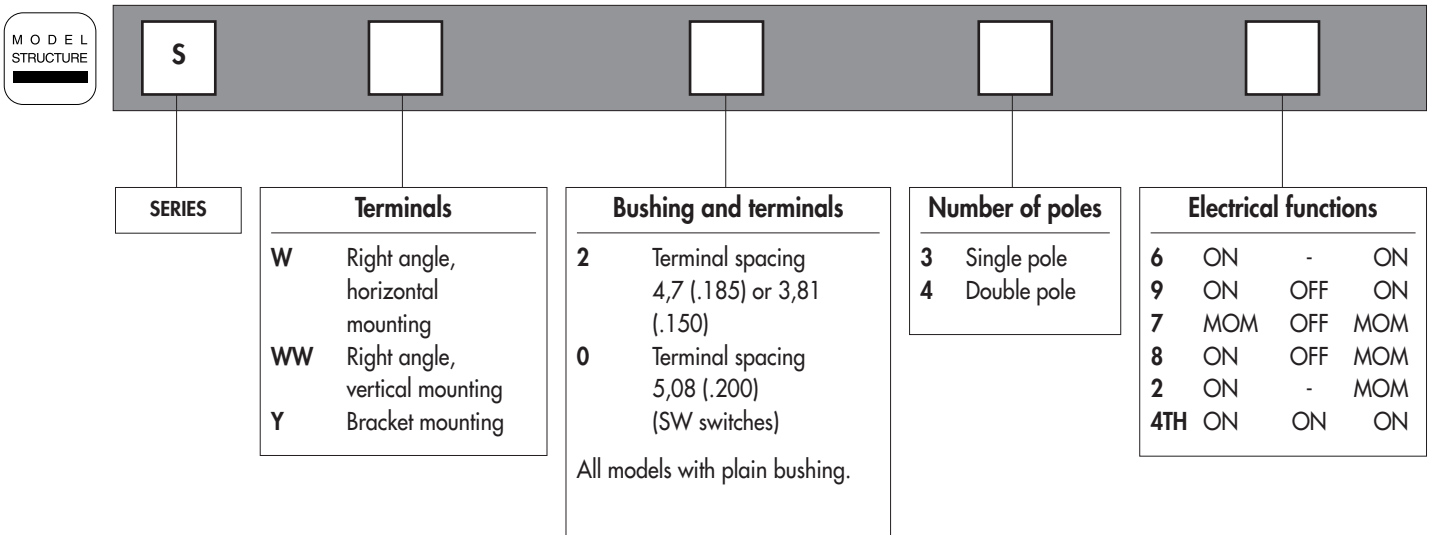 MODEL
STRUCTURE
S
SERIES
Terminals
W Right angle,
horizontal
mounting
WW Right angle,
vertical mounting
Y Bracket mounting
Bushing and terminals
2 Terminal spacing
4,7 (.185) or 3,81
(.150)
0 Terminal spacing
5,08 (.200)
(SW switches)
All models with plain bushing.
Number of poles
3 Single pole
4 Double pole
Electrical functions
6 ON - ON
9 ON OFF ON
7 MOM OFF MOM
8 ON OFF MOM
2 ON - MOM
4TH ON ON ON